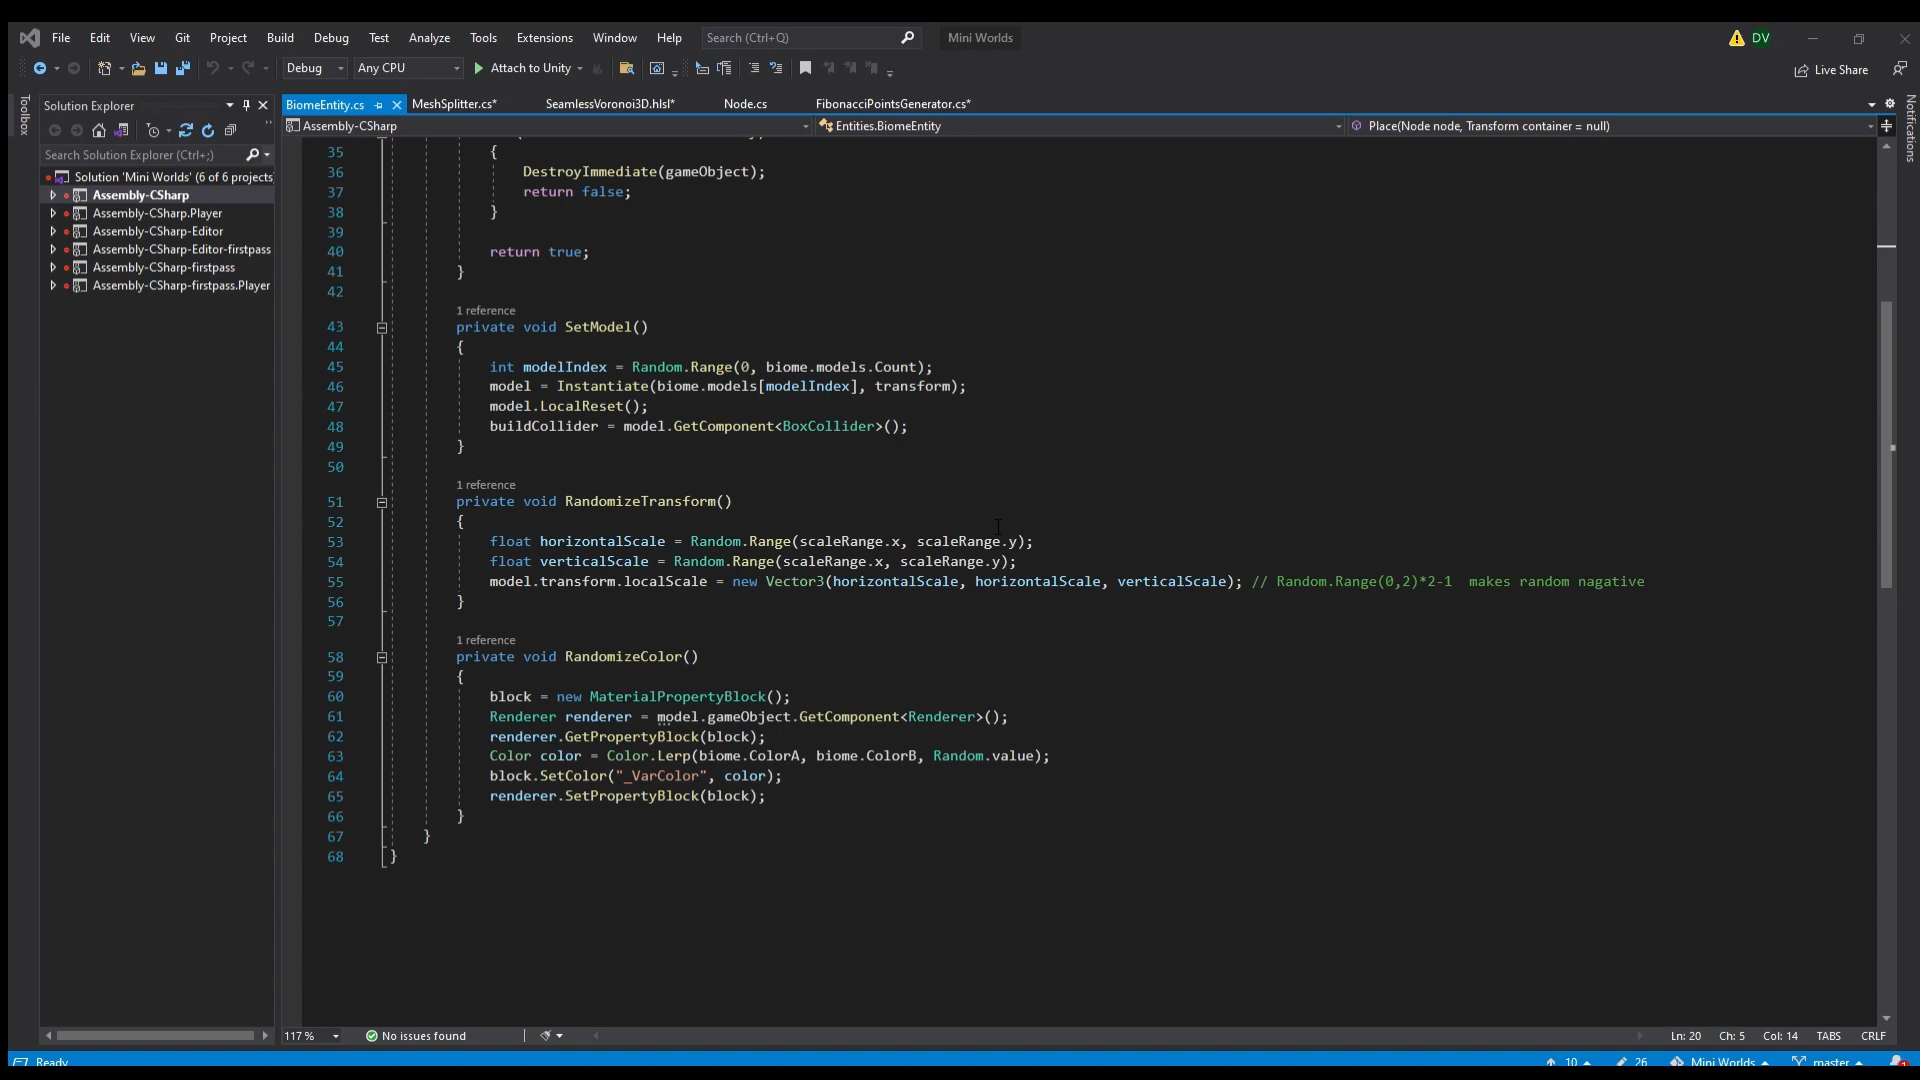 File Edit View Git Project Build Debug Test Analyze Tools Extensions Window Help Search (Ctrl+Q) Mini Worlds DV
Debug Any CPU Attach to Unity Live Share
Toolbox
Notifications
Solution Explorer
Search Solution Explorer (Ctrl+;)
Solution 'Mini Worlds' (6 of 6 projects)
Assembly-CSharp
Assembly-CSharp.Player
Assembly-CSharp-Editor
Assembly-CSharp-Editor-firstpass
Assembly-CSharp-firstpass
Assembly-CSharp-firstpass.Player
BiomeEntity.cs MeshSplitter.cs* SeamlessVoronoi3D.hlsl* Node.cs FibonacciPointsGenerator.cs*
Assembly-CSharp Entities.BiomeEntity Place(Node node, Transform container = null)
35 {
36 DestroyImmediate(gameObject);
37 return false;
38 }
39
40 return true;
41 }
42
1 reference
43 private void SetModel()
44 {
45 int modelIndex = Random.Range(0, biome.models.Count);
46 model = Instantiate(biome.models[modelIndex], transform);
47 model.LocalReset();
48 buildCollider = model.GetComponent<BoxCollider>();
49 }
50
1 reference
51 private void RandomizeTransform()
52 {
53 float horizontalScale = Random.Range(scaleRange.x, scaleRange.y);
54 float verticalScale = Random.Range(scaleRange.x, scaleRange.y);
55 model.transform.localScale = new Vector3(horizontalScale, horizontalScale, verticalScale); // Random.Range(0,2)*2-1 makes random nagative
56 }
57
1 reference
58 private void RandomizeColor()
59 {
60 block = new MaterialPropertyBlock();
61 Renderer renderer = model.gameObject.GetComponent<Renderer>();
62 renderer.GetPropertyBlock(block);
63 Color color = Color.Lerp(biome.ColorA, biome.ColorB, Random.value);
64 block.SetColor("_VarColor", color);
65 renderer.SetPropertyBlock(block);
66 }
67 }
68 }
117 % No issues found Ln: 20 Ch: 5 Col: 14 TABS CRLF
Ready 10 26 Mini Worlds master